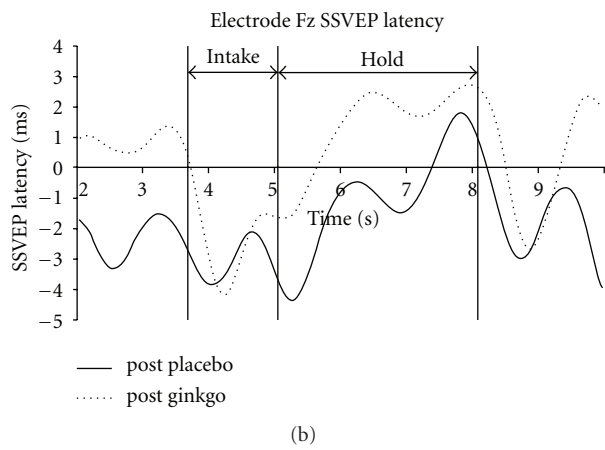 Electrode Fz SSVEP latency
Intake
Hold
SSVEP latency (ms)
4
3
2
1
0
−1
−2
−3
−4
−5
2 3 4 5 6 7 8 9
Time (s)
post placebo
post ginkgo
(b)